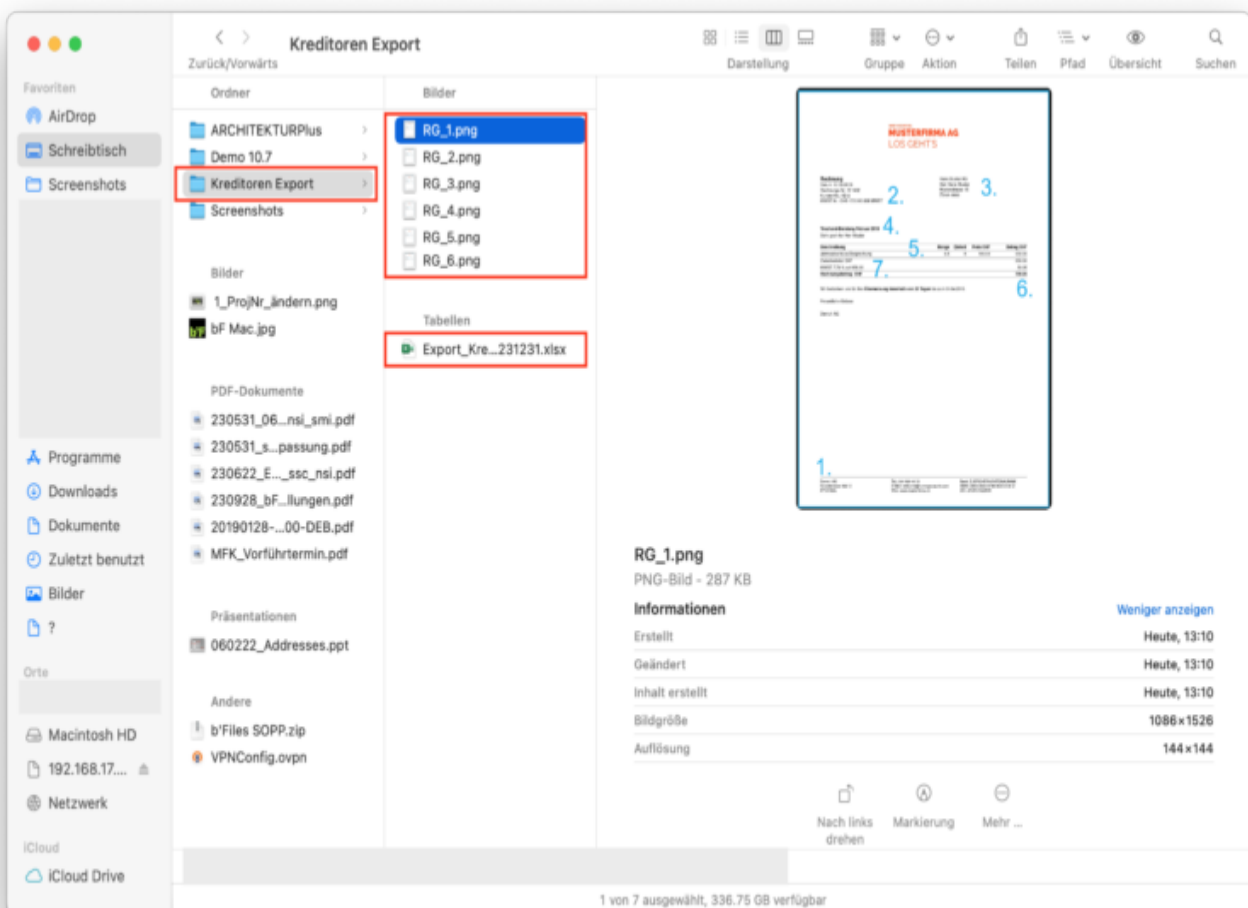 Kreditoren Export
Zurück/Vorwärts
Darstellung
Gruppe
Aktion
Teilen
Pfad
Übersicht
Suchen
Favoriten
AirDrop
Schreibtisch
Screenshots
Programme
Downloads
Dokumente
Zuletzt benutzt
Bilder
?
Orte
Macintosh HD
192.168.17....
Netzwerk
iCloud
iCloud Drive
Ordner
ARCHITEKTURPlus
Demo 10.7
Kreditoren Export
Screenshots
Bilder
1_ProjNr_ändern.png
bF Mac.jpg
PDF-Dokumente
230531_06...nsi_smi.pdf
230531_s...passung.pdf
230622_E..._ssc_nsi.pdf
230928_bF...llungen.pdf
20190128-...00-DEB.pdf
MFK_Vorführtermin.pdf
Präsentationen
060222_Addresses.ppt
Andere
b'Files SOPP.zip
VPNConfig.ovpn
Bilder
RG_1.png
RG_2.png
RG_3.png
RG_4.png
RG_5.png
RG_6.png
Tabellen
Export_Kre...231231.xlsx
MUSTERFIRMA AG
LOS GEHTS
Rechnung
2.
3.
4.
5.
7.
6.
1.
RG_1.png
PNG-Bild - 287 KB
Informationen
Weniger anzeigen
Erstellt Heute, 13:10
Geändert Heute, 13:10
Inhalt erstellt Heute, 13:10
Bildgröße 1086×1526
Auflösung 144×144
Nach links drehen
Markierung
Mehr ...
1 von 7 ausgewählt, 336.75 GB verfügbar